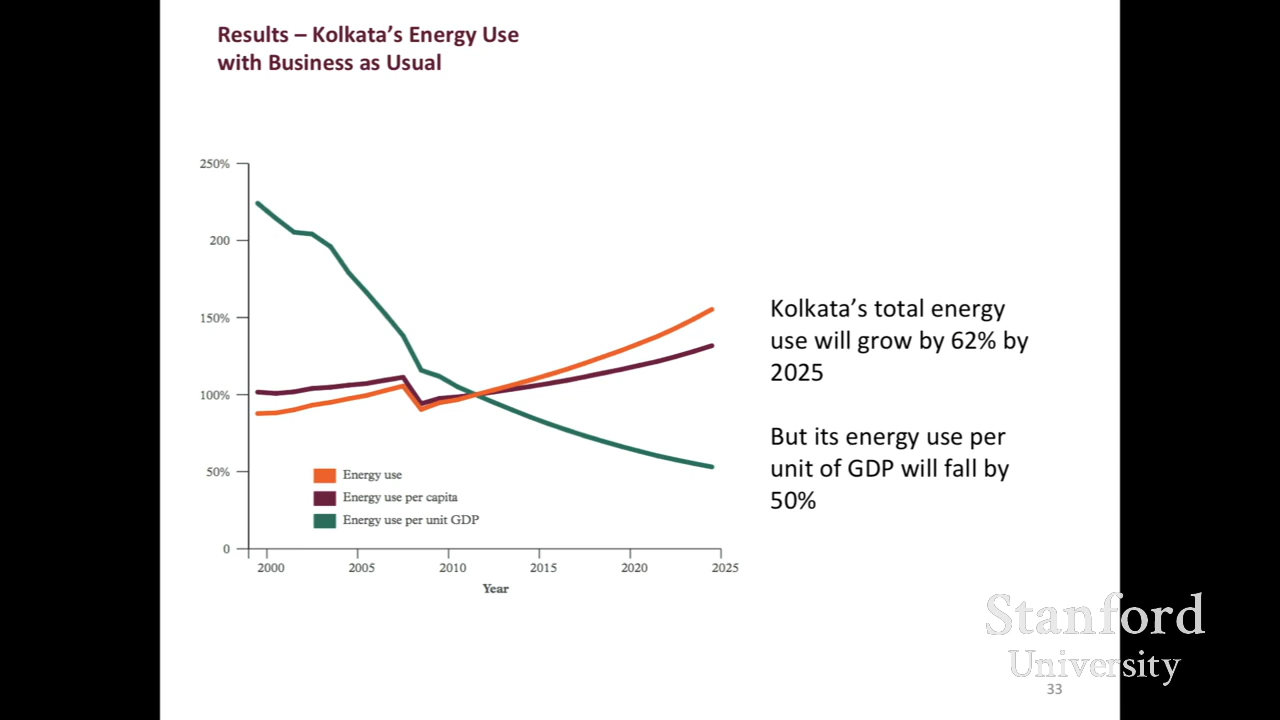 Results – Kolkata’s Energy Use
with Business as Usual
250%
200
150%
100%
50%
0
Energy use
Energy use per capita
Energy use per unit GDP
2000
2005
2010
2015
2020
2025
Year
Kolkata’s total energy
use will grow by 62% by
2025
But its energy use per
unit of GDP will fall by
50%
Stanford
University
33